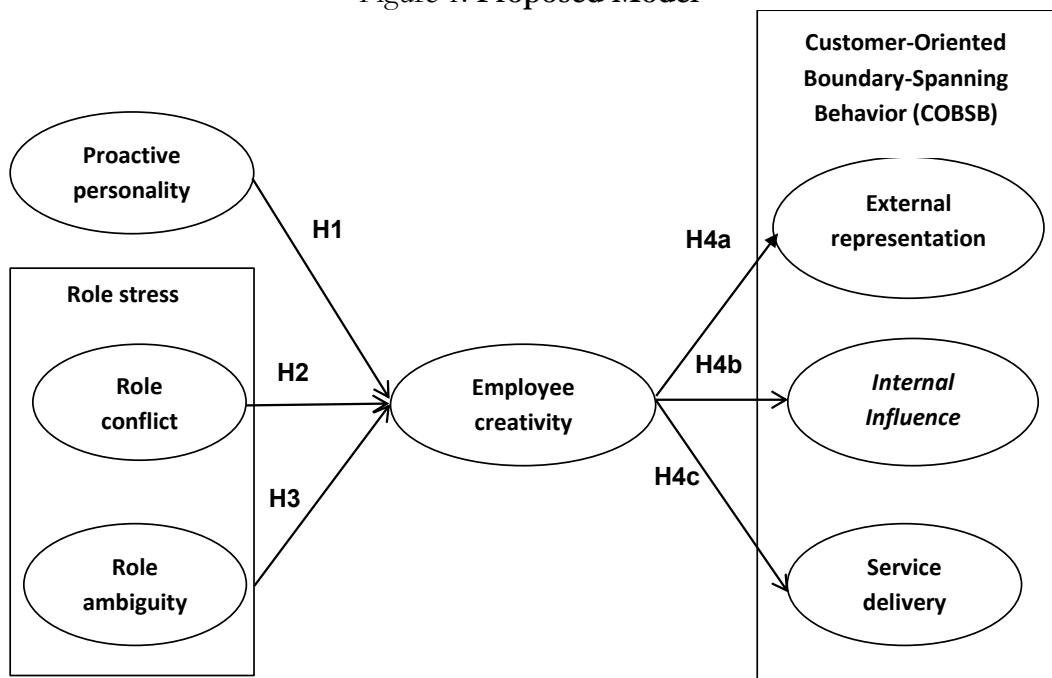 Figure 1. Proposed Model
Customer-Oriented
Boundary-Spanning
Behavior (COBSB)
Proactive
personality
External
representation
H1
H4a
Role stress
Role
conflict
H2
Employee
creativity
H4b
Internal
Influence
H3
H4c
Role
ambiguity
Service
delivery